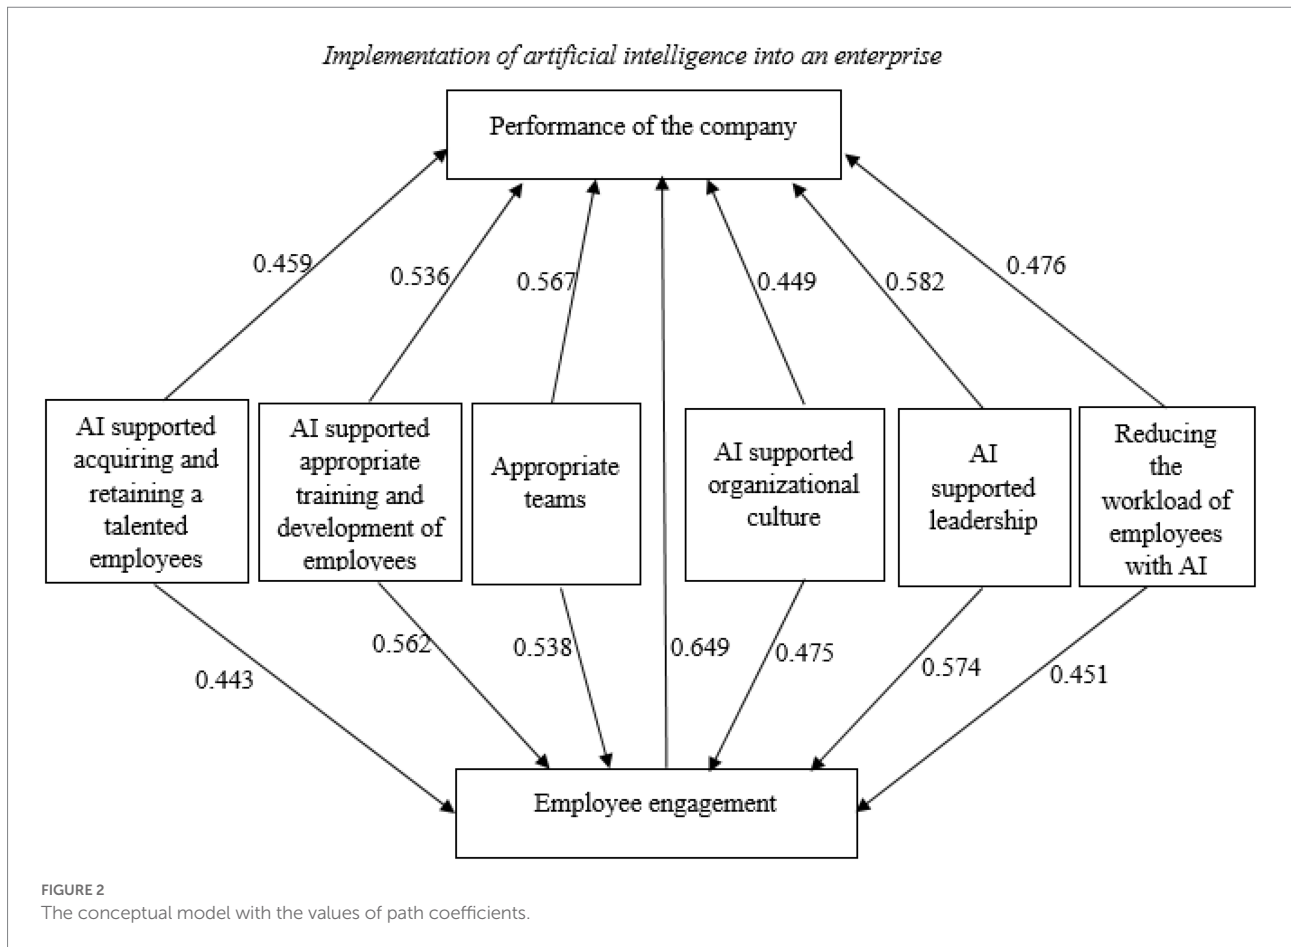 Implementation of artificial intelligence into an enterprise
Performance of the company
0.459
0.536
0.567
0.449
0.582
0.476
AI supported
acquiring and
retaining a
talented
employees
AI supported
appropriate
training and
development of
employees
Appropriate
teams
AI supported
organizational
culture
AI
supported
leadership
Reducing
the
workload of
employees
with AI
0.443
0.562
0.538
0.649
0.475
0.574
0.451
Employee engagement
FIGURE 2
The conceptual model with the values of path coefficients.